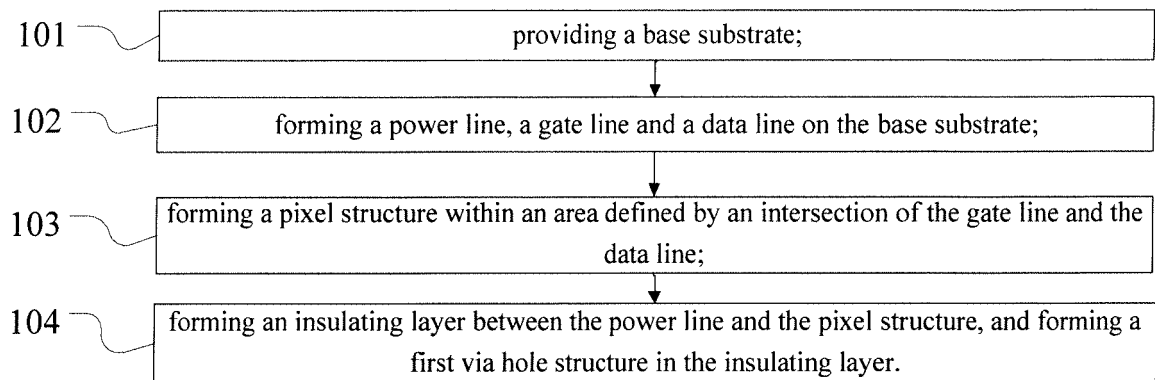 101
providing a base substrate;
102
forming a power line, a gate line and a data line on the base substrate;
103
forming a pixel structure within an area defined by an intersection of the gate line and the
data line;
104
forming an insulating layer between the power line and the pixel structure, and forming a
first via hole structure in the insulating layer.